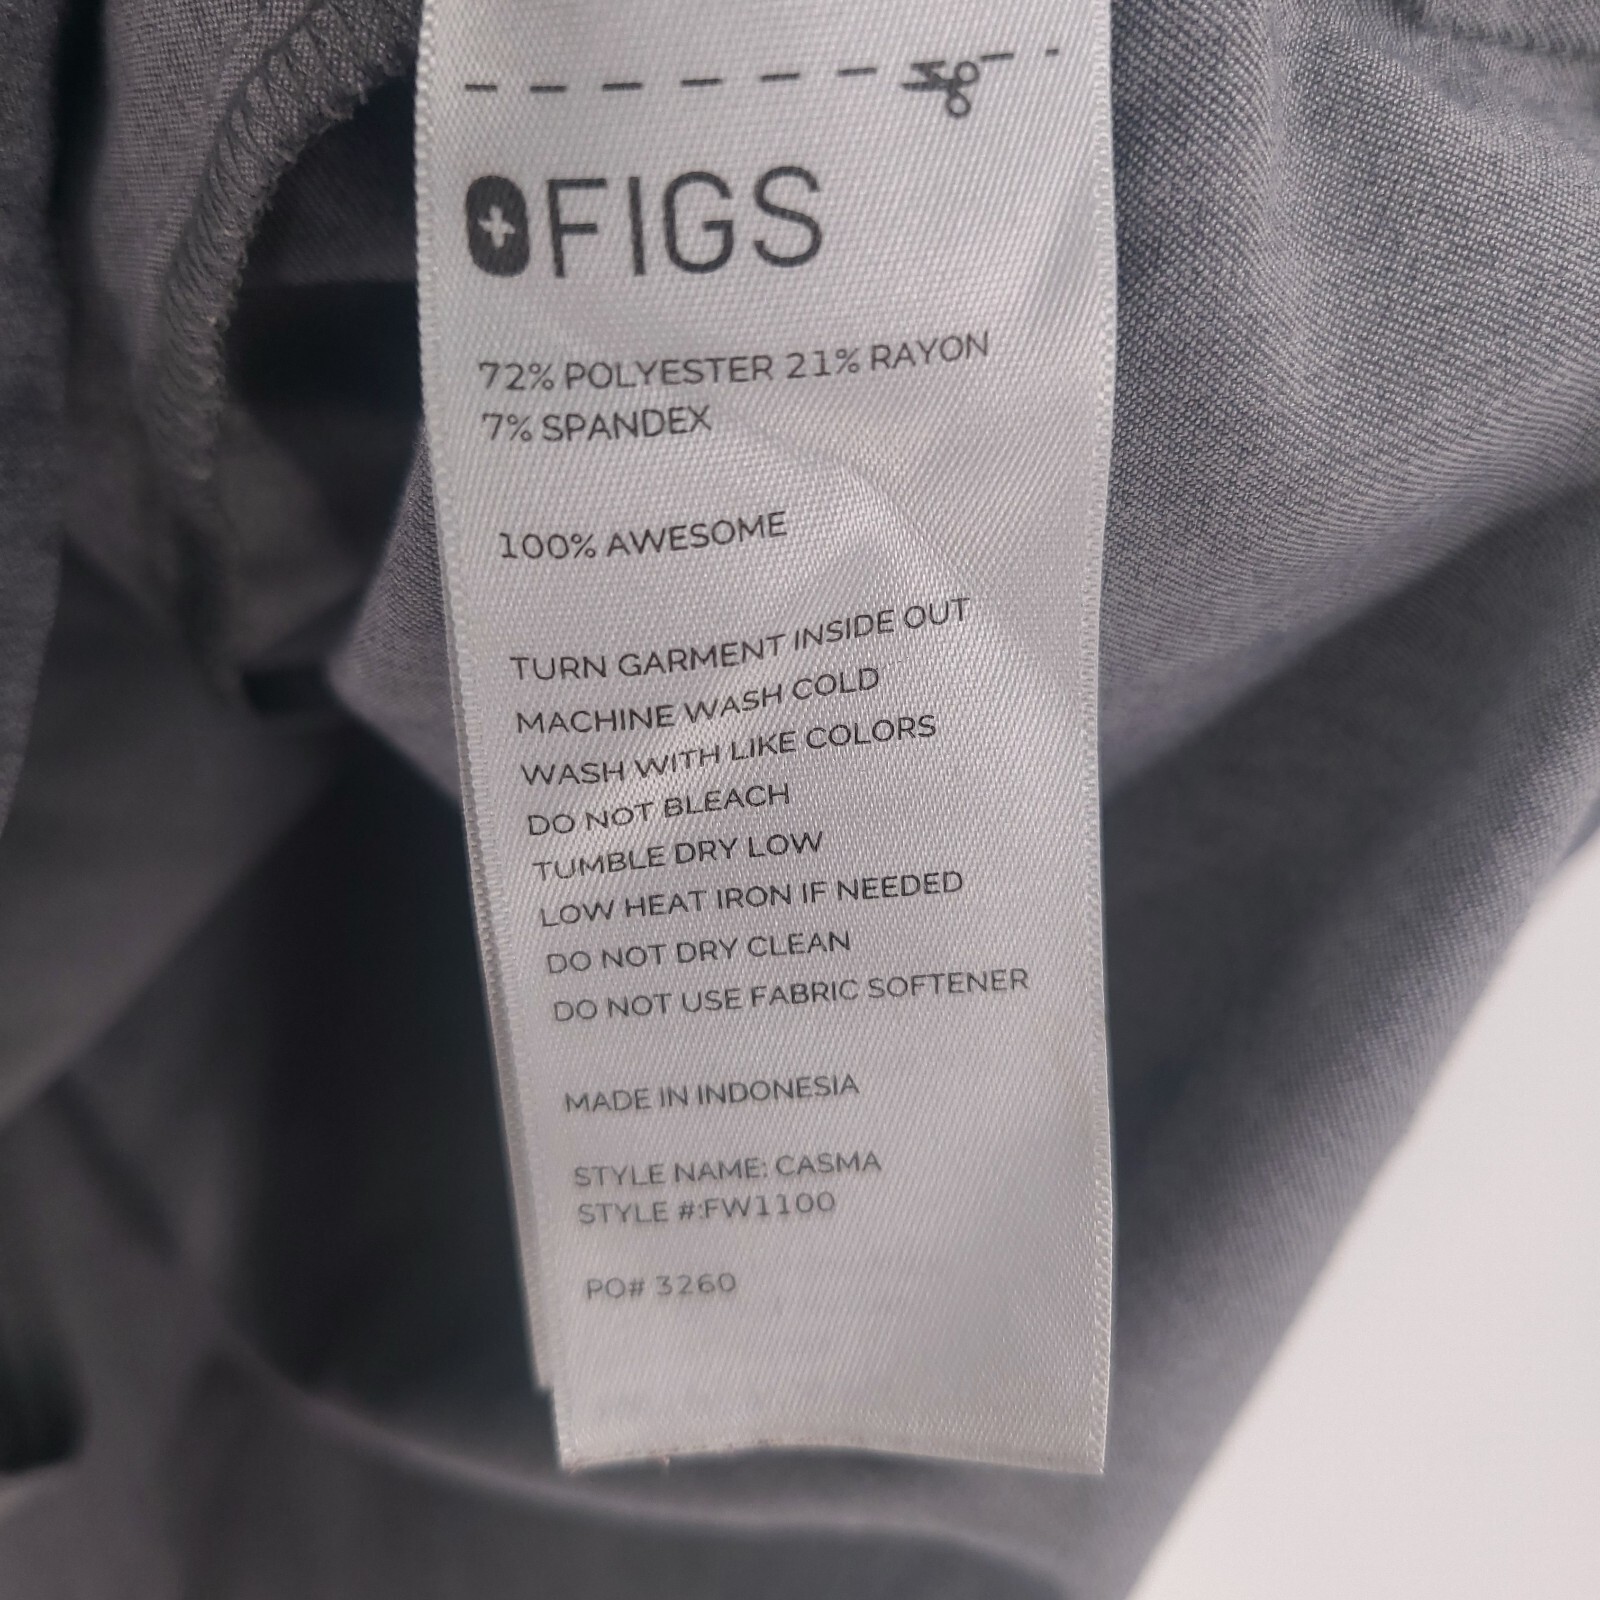 FIGS
72% POLYESTER 21% RAYON
7% SPANDEX
100% AWESOME
TURN GARMENT INSIDE OUT
MACHINE WASH COLD
WASH WITH LIKE COLORS
DO NOT BLEACH
TUMBLE DRY LOW
LOW HEAT IRON IF NEEDED
DO NOT DRY CLEAN
DO NOT USE FABRIC SOFTENER
MADE IN INDONESIA
STYLE NAME: CASMA
STYLE #:FW1100
PO# 3260